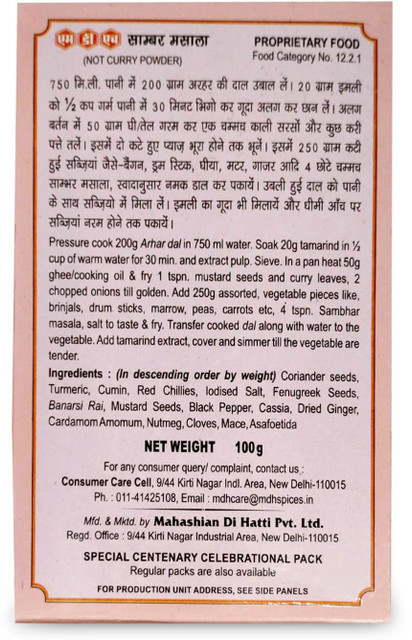 एम डी एच साम्बर मसाला
(NOT CURRY POWDER)
PROPRIETARY FOOD
Food Category No. 12.2.1
750 मि.ली. पानी में 200 ग्राम अरहर की दाल उबाल लें। 20 ग्राम इमली
को ½ कप गर्म पानी में 30 मिनट भिगो कर गूदा अलग कर छान लें। अलग
बर्तन में 50 ग्राम घी/तेल गरम कर एक चम्मच काली सरसों और कुछ करी
पत्ते तलें। इसमें दो कटे हुए प्याज़ भूरा होने तक भूनें। इसमें 250 ग्राम कटी
हुई सब्ज़ियां जैसे-बैंगन, ड्रम स्टिक, घीया, मटर, गाजर आदि 4 छोटे चम्मच
साम्भर मसाला, स्वादानुसार नमक डाल कर पकायें। उबली हुई दाल को पानी
के साथ सब्ज़ियो में मिला लें। इमली का गूदा भी मिलायें और धीमी आँच पर
सब्ज़ियां नरम होने तक पकायें।
Pressure cook 200g Arhar dal in 750 ml water. Soak 20g tamarind in ½
cup of warm water for 30 min. and extract pulp. Sieve. In a pan heat 50g
ghee/cooking oil & fry 1 tspn. mustard seeds and curry leaves, 2
chopped onions till golden. Add 250g assorted, vegetable pieces like,
brinjals, drum sticks, marrow, peas, carrots etc, 4 tspn. Sambhar
masala, salt to taste & fry. Transfer cooked dal along with water to the
vegetable. Add tamarind extract, cover and simmer till the vegetable are
tender.
Ingredients : (In descending order by weight) Coriander seeds,
Turmeric, Cumin, Red Chillies, Iodised Salt, Fenugreek Seeds,
Banarsi Rai, Mustard Seeds, Black Pepper, Cassia, Dried Ginger,
Cardamom Amomum, Nutmeg, Cloves, Mace, Asafoetida
NET WEIGHT 100g
For any consumer query/ complaint, contact us :
Consumer Care Cell, 9/44 Kirti Nagar Indl. Area, New Delhi-110015
Ph. : 011-41425108, Email : mdhcare@mdhspices.in
Mfd. & Mktd. by Mahashian Di Hatti Pvt. Ltd.
Regd. Office : 9/44 Kirti Nagar Industrial Area, New Delhi-110015
SPECIAL CENTENARY CELEBRATIONAL PACK
Regular packs are also available
FOR PRODUCTION UNIT ADDRESS, SEE SIDE PANELS